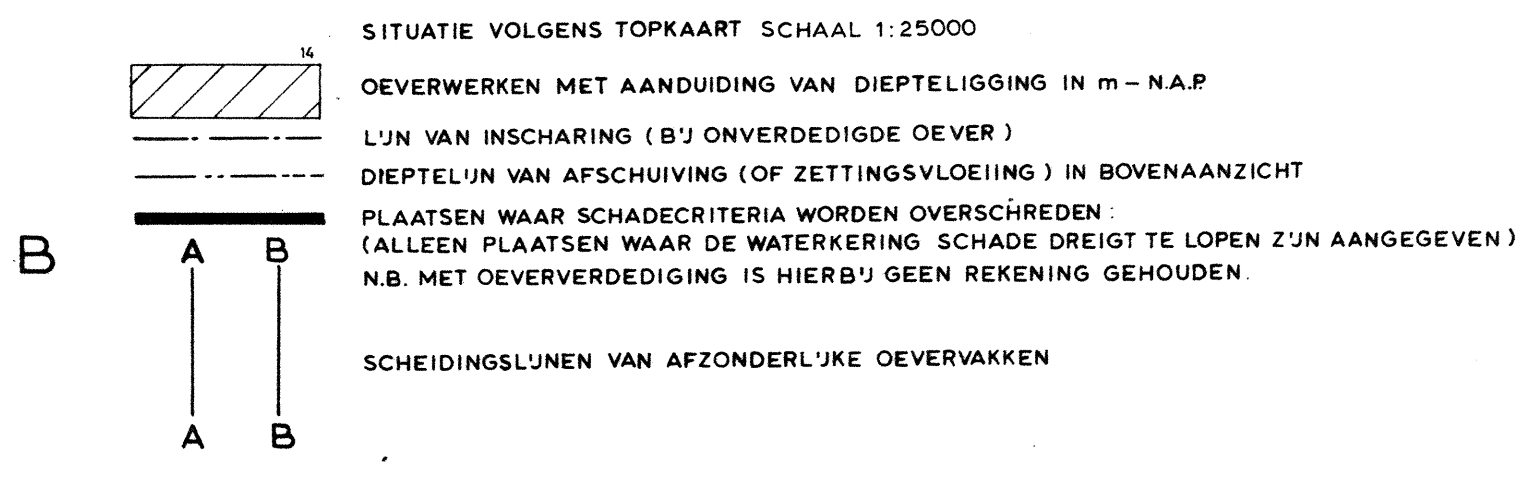 SITUATIE VOLGENS TOPKAART SCHAAL 1:25000
14
OEVERWERKEN MET AANDUIDING VAN DIEPTELIGGING IN m – N.A.P.
LIJN VAN INSCHARING (BIJ ONVERDEDIGDE OEVER)
DIEPTELIJN VAN AFSCHUIVING (OF ZETTINGSVLOEIING) IN BOVENAANZICHT
PLAATSEN WAAR SCHADECRITERIA WORDEN OVERSCHREDEN:
B
A B
(ALLEEN PLAATSEN WAAR DE WATERKERING SCHADE DREIGT TE LOPEN ZIJN AANGEGEVEN)
N.B. MET OEVERVERDEDIGING IS HIERBIJ GEEN REKENING GEHOUDEN.
SCHEIDINGSLIJNEN VAN AFZONDERLIJKE OEVERVAKKEN
A B